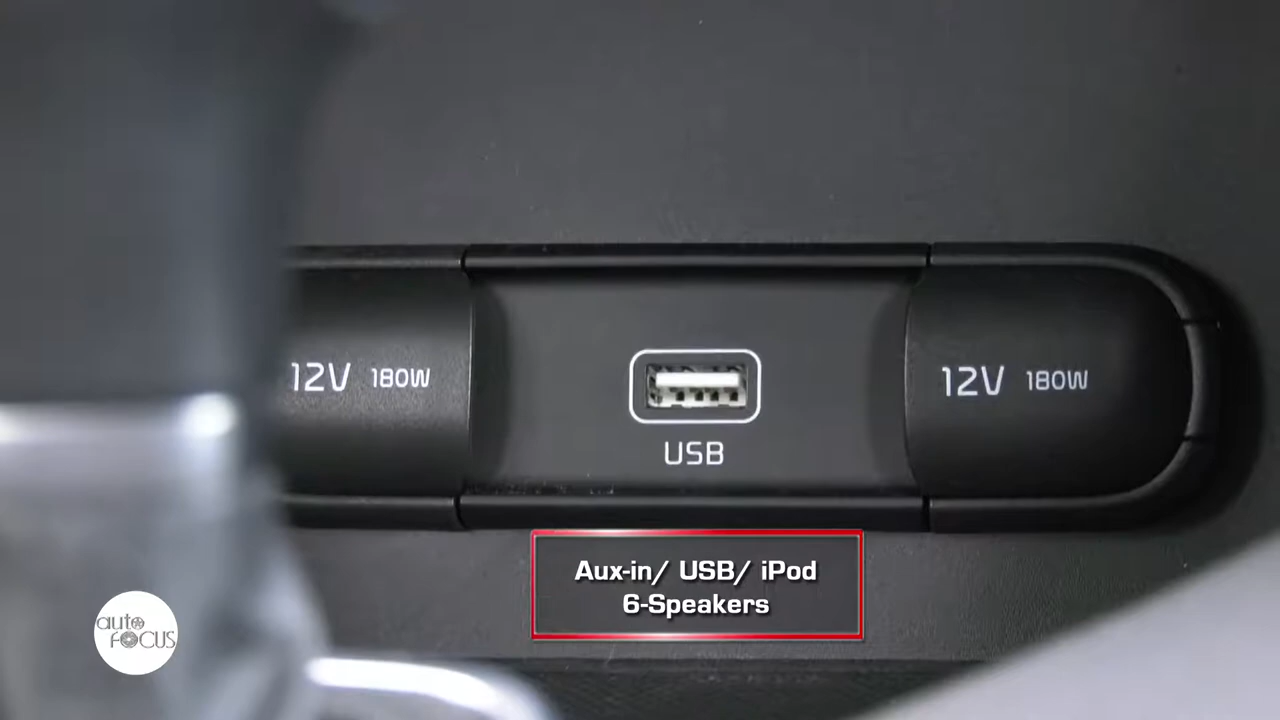 12V 180W
12V 180W
USB
Aux-in/ USB/ iPod
6-Speakers
auto
FOCUS